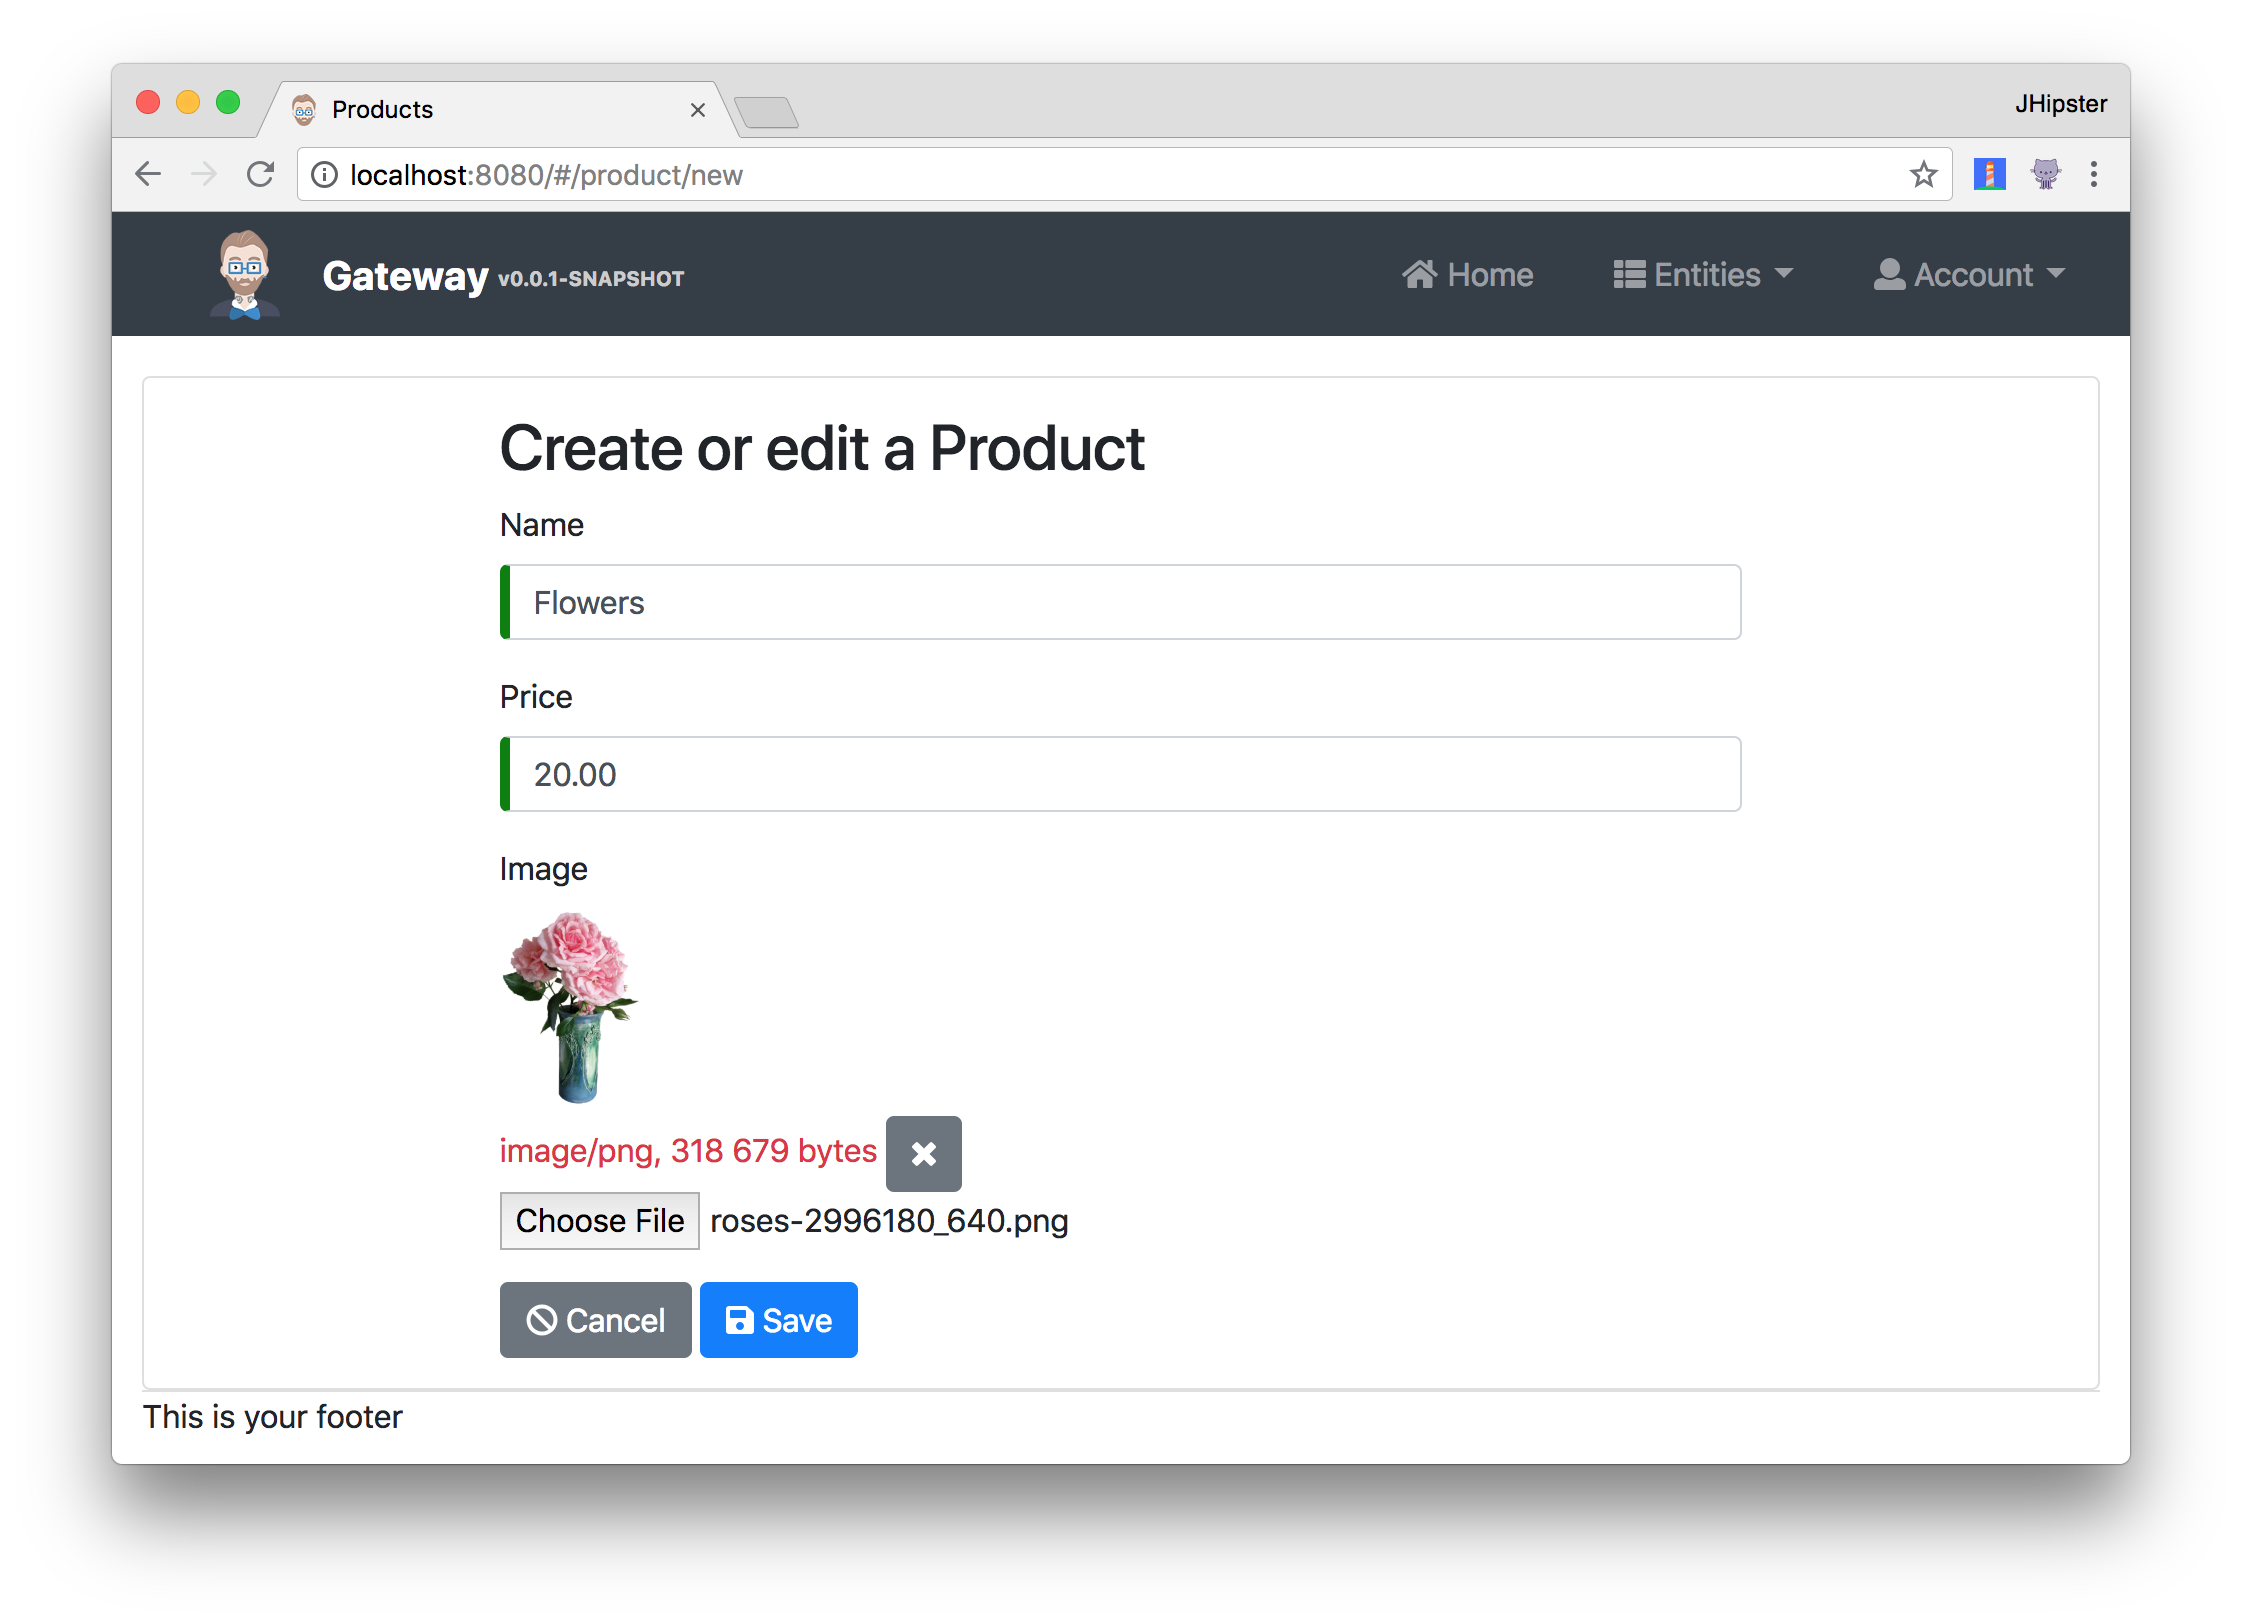 Products
JHipster
localhost:8080/#/product/new
Gateway v0.0.1-SNAPSHOT Home Entities Account
Create or edit a Product
Name
Flowers
Price
20.00
Image
image/png, 318 679 bytes
Choose File roses-2996180_640.png
Cancel Save
This is your footer